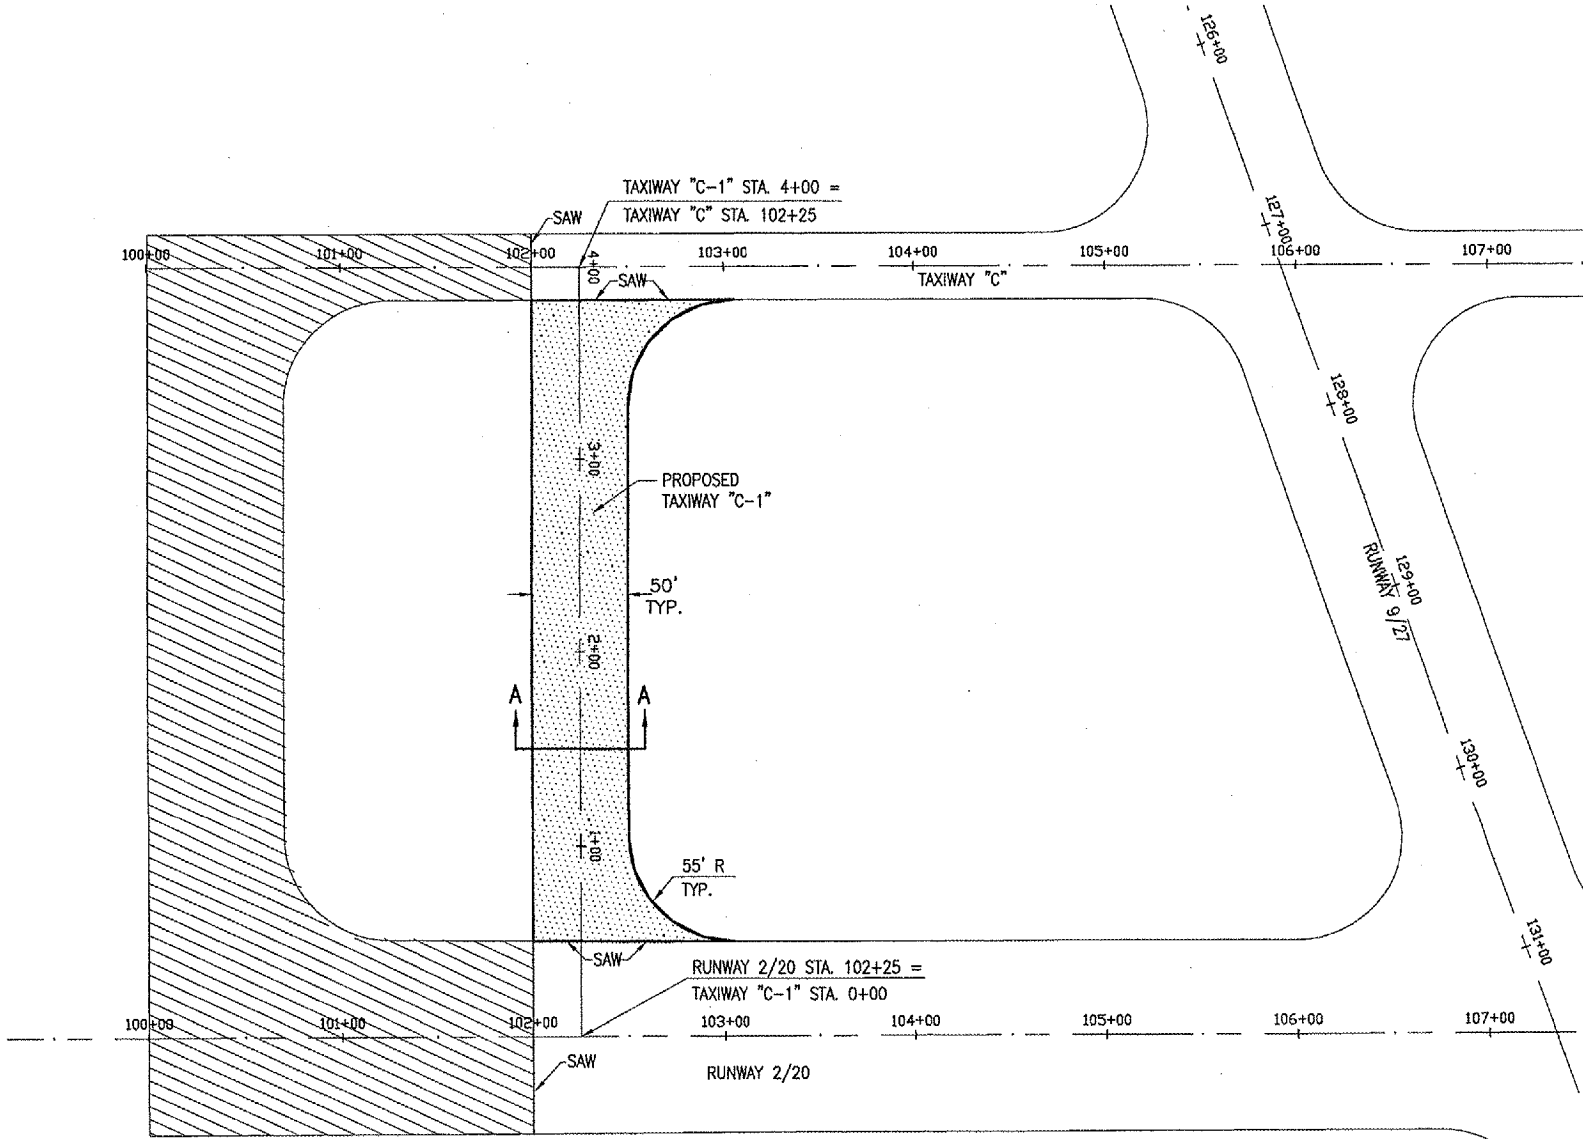 126+00
TAXIWAY "C-1" STA. 4+00 =
TAXIWAY "C" STA. 102+25
SAW
127+00
100+00
101+00
102+00
4+00
103+00
104+00
105+00
106+00
107+00
SAW
TAXIWAY "C"
128+00
3+00
PROPOSED
TAXIWAY "C-1"
129+00
RUNWAY 9/27
50'
TYP.
2+00
A
A
130+00
1+00
55' R
TYP.
131+00
SAW
RUNWAY 2/20 STA. 102+25 =
TAXIWAY "C-1" STA. 0+00
100+00
101+00
102+00
103+00
104+00
105+00
106+00
107+00
SAW
RUNWAY 2/20